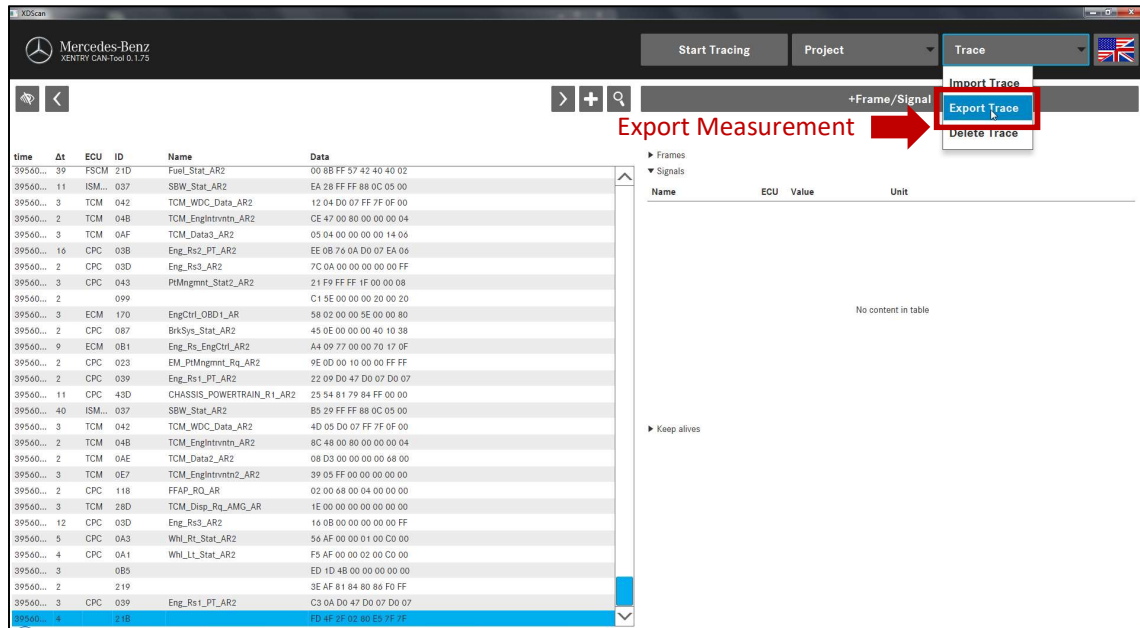 XDScan
Mercedes-Benz
XENTRY CAN-Tool 0.1.75
Start Tracing Project Trace
Import Trace
+Frame/Signal
Export Trace
Export Measurement
Delete Trace
time Δt ECU ID Name Data
39560... 39 FSCM 21D Fuel_Stat_AR2 00 8B FF 57 42 40 40 02
39560... 11 ISM... 037 SBW_Stat_AR2 EA 28 FF FF 88 0C 05 00
39560... 3 TCM 042 TCM_WDC_Data_AR2 12 04 D0 07 FF 7F 0F 00
39560... 2 TCM 04B TCM_EngIntrvntn_AR2 CE 47 00 80 00 00 00 04
39560... 3 TCM 0AF TCM_Data3_AR2 05 04 00 00 00 00 14 06
39560... 16 CPC 03B Eng_Rs2_PT_AR2 EE 0B 76 0A D0 07 EA 06
39560... 2 CPC 03D Eng_Rs3_AR2 7C 0A 00 00 00 00 00 FF
39560... 3 CPC 043 PtMngmnt_Stat2_AR2 21 F9 FF FF 1F 00 00 08
39560... 2 099 C1 5E 00 00 00 20 00 20
39560... 3 ECM 170 EngCtrl_OBD1_AR 58 02 00 00 5E 00 00 80
39560... 2 CPC 087 BrkSys_Stat_AR2 45 0E 00 00 00 40 10 38
39560... 9 ECM 0B1 Eng_Rs_EngCtrl_AR2 A4 09 77 00 00 70 17 0F
39560... 2 CPC 023 EM_PtMngmnt_Rq_AR2 9E 0D 00 10 00 00 FF FF
39560... 2 CPC 039 Eng_Rs1_PT_AR2 22 09 D0 47 D0 07 D0 07
39560... 11 CPC 43D CHASSIS_POWERTRAIN_R1_AR2 25 54 81 79 84 FF 00 00
39560... 40 ISM... 037 SBW_Stat_AR2 B5 29 FF FF 88 0C 05 00
39560... 3 TCM 042 TCM_WDC_Data_AR2 4D 05 D0 07 FF 7F 0F 00
39560... 2 TCM 04B TCM_EngIntrvntn_AR2 8C 48 00 80 00 00 00 04
39560... 2 TCM 0AE TCM_Data2_AR2 08 D3 00 00 00 00 68 00
39560... 3 TCM 0E7 TCM_EngIntrvntn2_AR2 39 05 FF 00 00 00 00 00
39560... 2 CPC 118 FFAP_RQ_AR 02 00 68 00 04 00 00 00
39560... 3 TCM 28D TCM_Disp_Rq_AMG_AR 1E 00 00 00 00 00 00 00
39560... 12 CPC 03D Eng_Rs3_AR2 16 0B 00 00 00 00 00 FF
39560... 5 CPC 0A3 Whl_Rt_Stat_AR2 56 AF 00 00 01 00 C0 00
39560... 4 CPC 0A1 Whl_Lt_Stat_AR2 F5 AF 00 00 02 00 C0 00
39560... 3 0B5 ED 1D 4B 00 00 00 00 00
39560... 2 219 3E AF 81 84 80 86 F0 FF
39560... 3 CPC 039 Eng_Rs1_PT_AR2 C3 0A D0 47 D0 07 D0 07
39560... 4 21B FD 4F 2F 02 80 E5 7F 7F
Frames
Signals
Name ECU Value Unit
No content in table
Keep alives